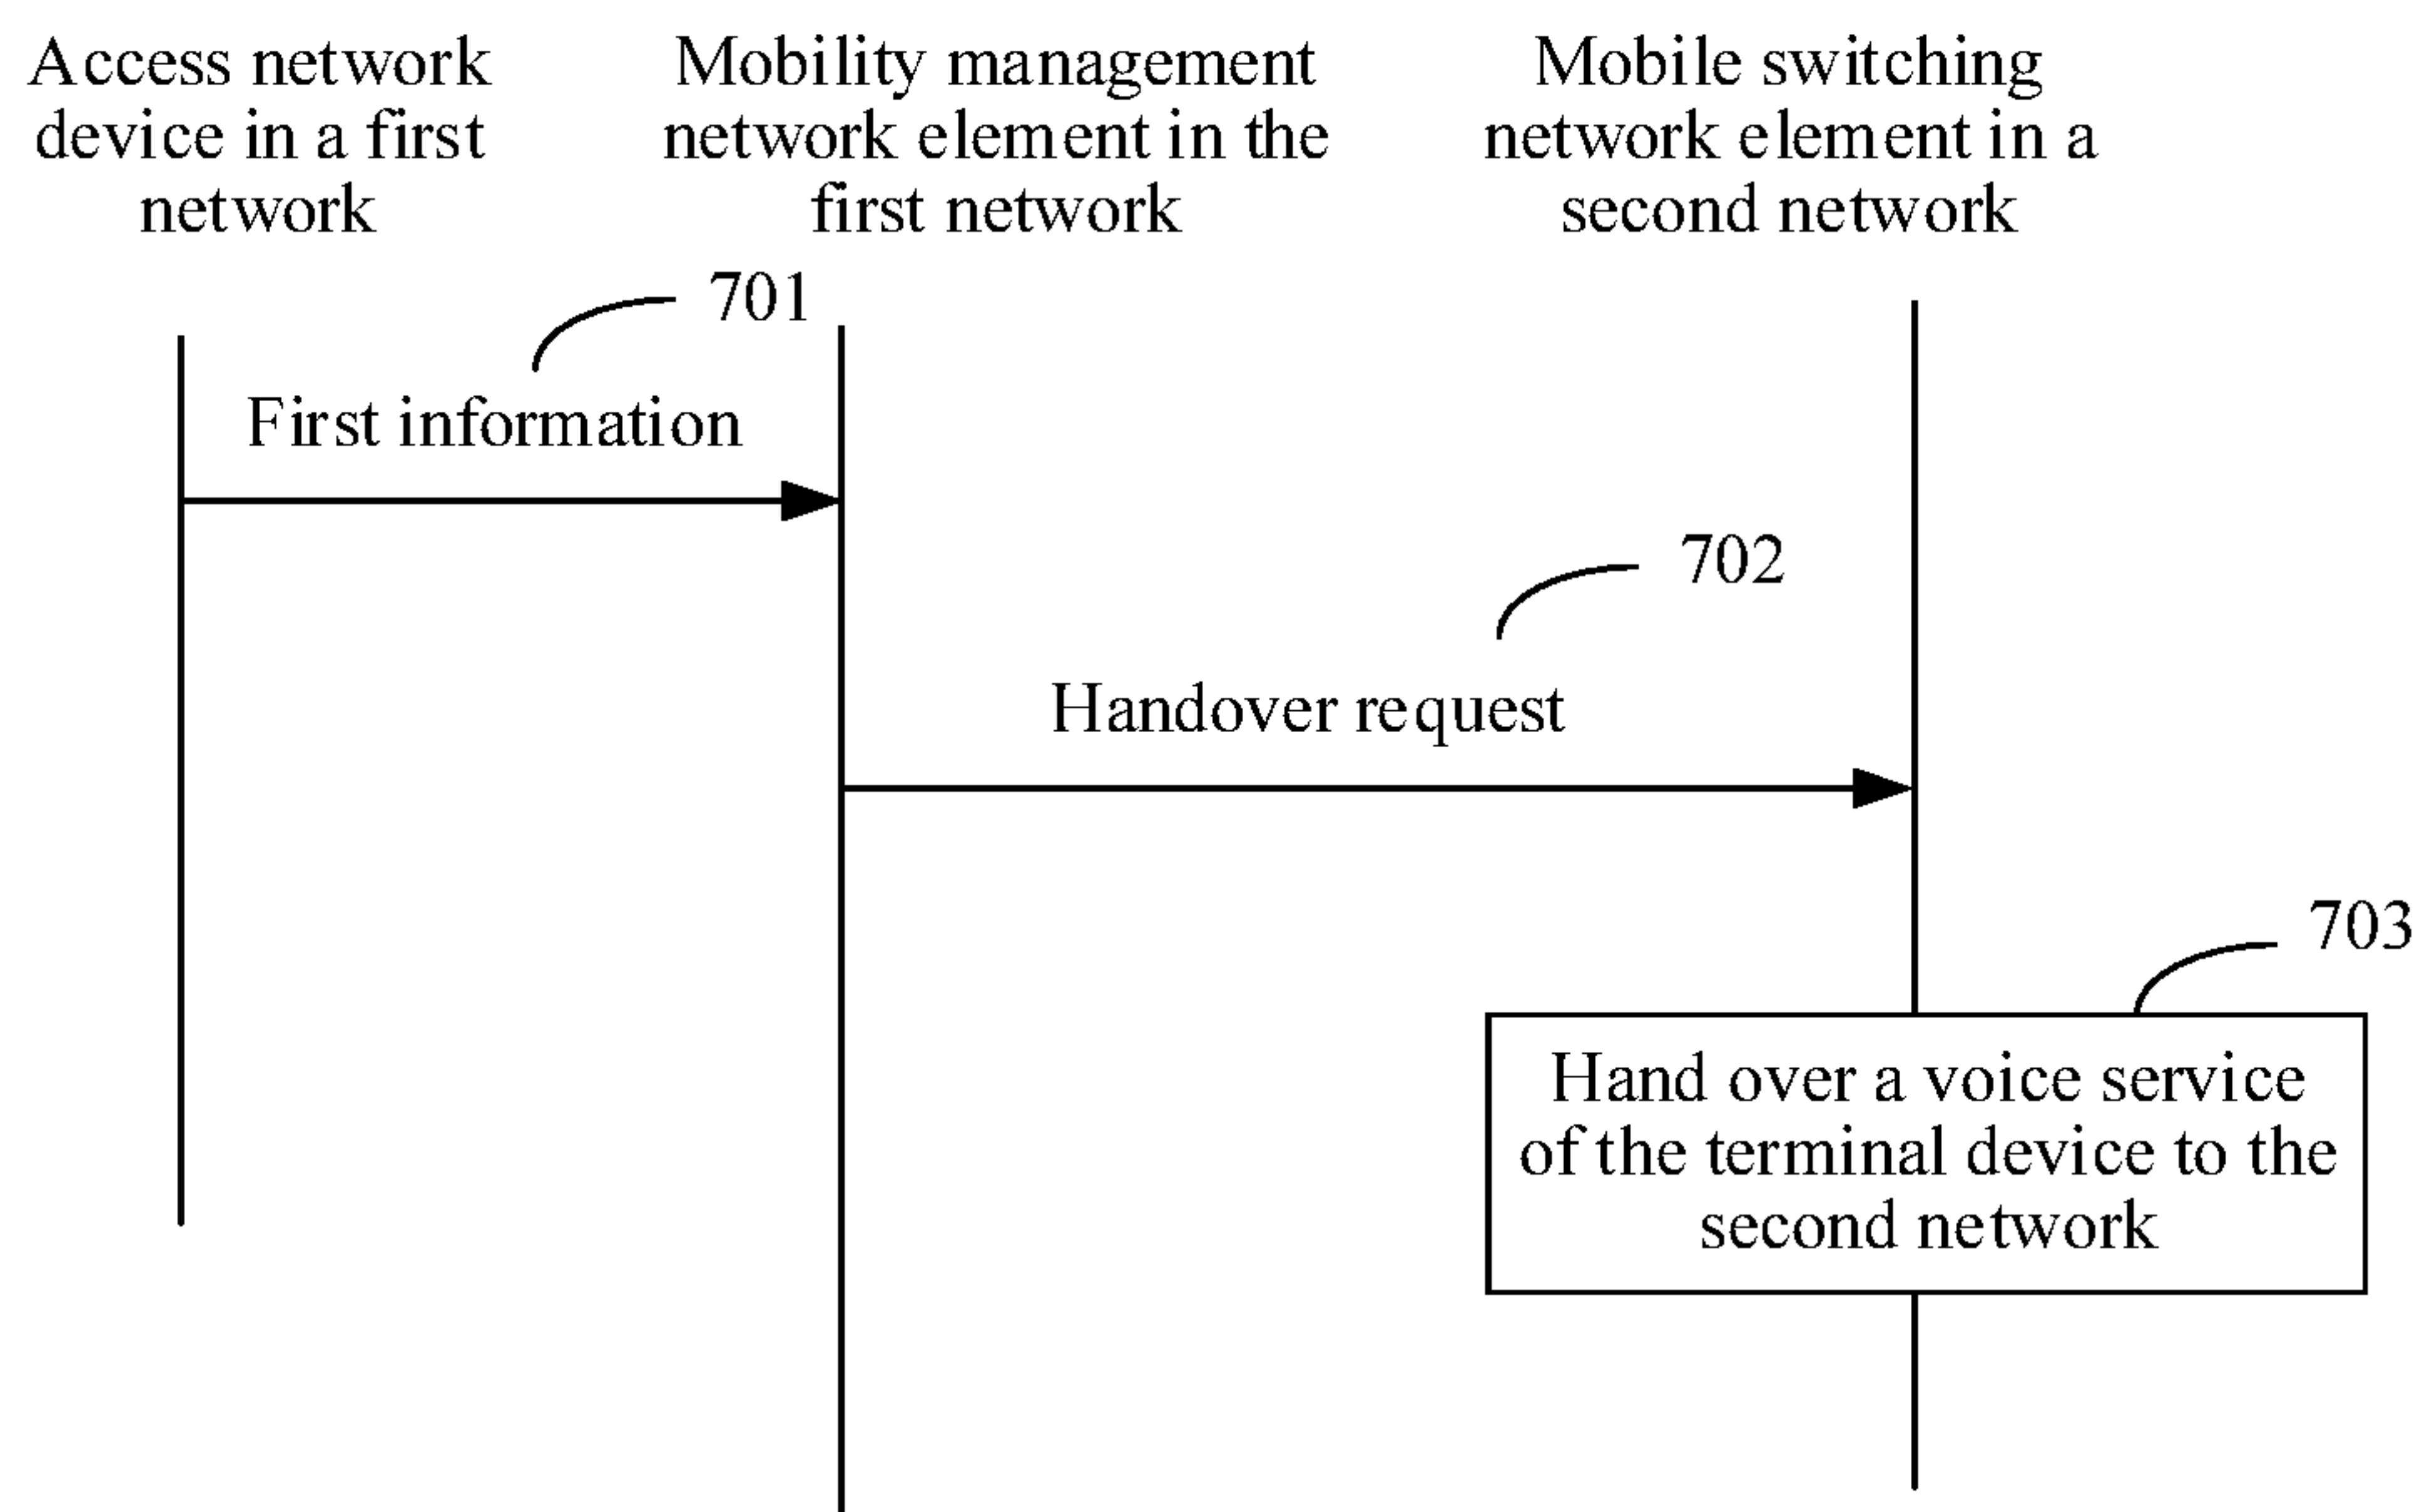 Access network
device in a first
network
Mobility management
network element in the
first network
Mobile switching
network element in a
second network
701
First information
702
Handover request
703
Hand over a voice service
of the terminal device to the
second network